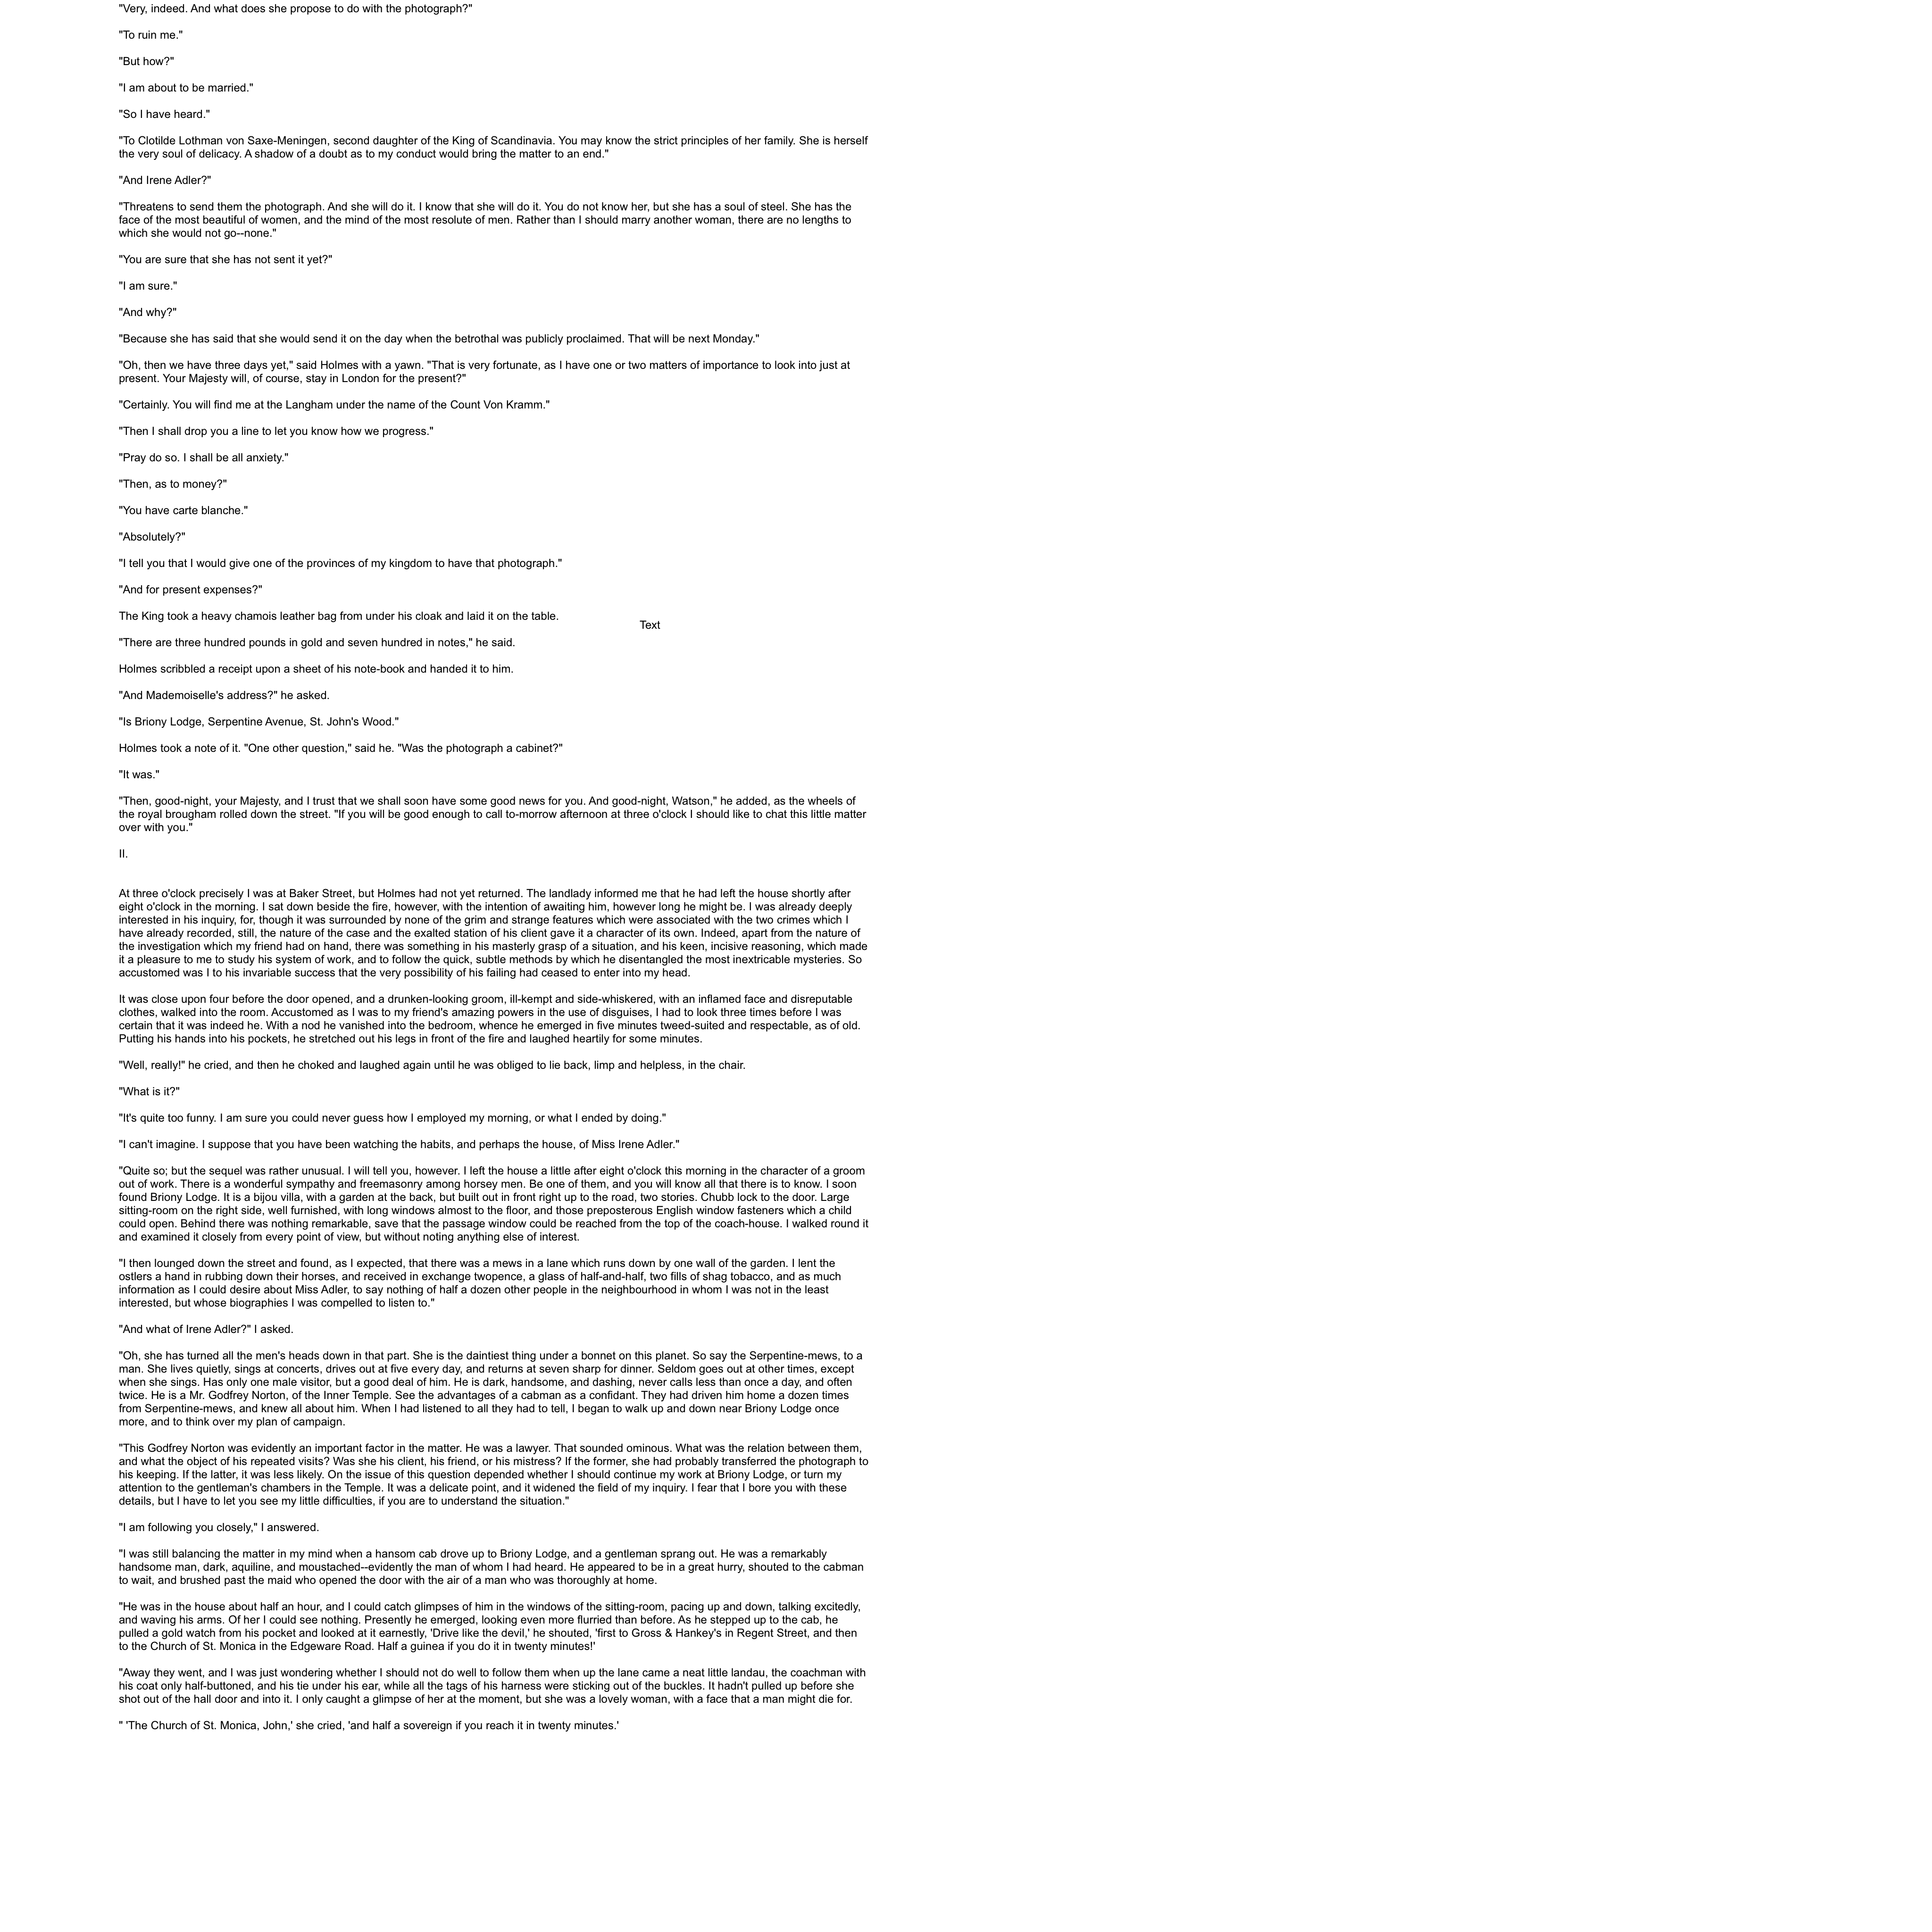 "Very, indeed. And what does she propose to do with the photograph?"
"To ruin me."
"But how?"
"I am about to be married."
"So I have heard."
"To Clotilde Lothman von Saxe-Meningen, second daughter of the King of Scandinavia. You may know the strict principles of her family. She is herself
the very soul of delicacy. A shadow of a doubt as to my conduct would bring the matter to an end."
"And Irene Adler?"
"Threatens to send them the photograph. And she will do it. I know that she will do it. You do not know her, but she has a soul of steel. She has the
face of the most beautiful of women, and the mind of the most resolute of men. Rather than I should marry another woman, there are no lengths to
which she would not go--none."
"You are sure that she has not sent it yet?"
"I am sure."
"And why?"
"Because she has said that she would send it on the day when the betrothal was publicly proclaimed. That will be next Monday."
"Oh, then we have three days yet," said Holmes with a yawn. "That is very fortunate, as I have one or two matters of importance to look into just at
present. Your Majesty will, of course, stay in London for the present?"
"Certainly. You will find me at the Langham under the name of the Count Von Kramm."
"Then I shall drop you a line to let you know how we progress."
"Pray do so. I shall be all anxiety."
"Then, as to money?"
"You have carte blanche."
"Absolutely?"
"I tell you that I would give one of the provinces of my kingdom to have that photograph."
"And for present expenses?"
The King took a heavy chamois leather bag from under his cloak and laid it on the table.
Text
"There are three hundred pounds in gold and seven hundred in notes," he said.
Holmes scribbled a receipt upon a sheet of his note-book and handed it to him.
"And Mademoiselle's address?" he asked.
"Is Briony Lodge, Serpentine Avenue, St. John's Wood."
Holmes took a note of it. "One other question," said he. "Was the photograph a cabinet?"
"It was."
"Then, good-night, your Majesty, and I trust that we shall soon have some good news for you. And good-night, Watson," he added, as the wheels of
the royal brougham rolled down the street. "If you will be good enough to call to-morrow afternoon at three o'clock I should like to chat this little matter
over with you."
II.
At three o'clock precisely I was at Baker Street, but Holmes had not yet returned. The landlady informed me that he had left the house shortly after
eight o'clock in the morning. I sat down beside the fire, however, with the intention of awaiting him, however long he might be. I was already deeply
interested in his inquiry, for, though it was surrounded by none of the grim and strange features which were associated with the two crimes which I
have already recorded, still, the nature of the case and the exalted station of his client gave it a character of its own. Indeed, apart from the nature of
the investigation which my friend had on hand, there was something in his masterly grasp of a situation, and his keen, incisive reasoning, which made
it a pleasure to me to study his system of work, and to follow the quick, subtle methods by which he disentangled the most inextricable mysteries. So
accustomed was I to his invariable success that the very possibility of his failing had ceased to enter into my head.
It was close upon four before the door opened, and a drunken-looking groom, ill-kempt and side-whiskered, with an inflamed face and disreputable
clothes, walked into the room. Accustomed as I was to my friend's amazing powers in the use of disguises, I had to look three times before I was
certain that it was indeed he. With a nod he vanished into the bedroom, whence he emerged in five minutes tweed-suited and respectable, as of old.
Putting his hands into his pockets, he stretched out his legs in front of the fire and laughed heartily for some minutes.
"Well, really!" he cried, and then he choked and laughed again until he was obliged to lie back, limp and helpless, in the chair.
"What is it?"
"It's quite too funny. I am sure you could never guess how I employed my morning, or what I ended by doing."
"I can't imagine. I suppose that you have been watching the habits, and perhaps the house, of Miss Irene Adler."
"Quite so; but the sequel was rather unusual. I will tell you, however. I left the house a little after eight o'clock this morning in the character of a groom
out of work. There is a wonderful sympathy and freemasonry among horsey men. Be one of them, and you will know all that there is to know. I soon
found Briony Lodge. It is a bijou villa, with a garden at the back, but built out in front right up to the road, two stories. Chubb lock to the door. Large
sitting-room on the right side, well furnished, with long windows almost to the floor, and those preposterous English window fasteners which a child
could open. Behind there was nothing remarkable, save that the passage window could be reached from the top of the coach-house. I walked round it
and examined it closely from every point of view, but without noting anything else of interest.
"I then lounged down the street and found, as I expected, that there was a mews in a lane which runs down by one wall of the garden. I lent the
ostlers a hand in rubbing down their horses, and received in exchange twopence, a glass of half-and-half, two fills of shag tobacco, and as much
information as I could desire about Miss Adler, to say nothing of half a dozen other people in the neighbourhood in whom I was not in the least
interested, but whose biographies I was compelled to listen to."
"And what of Irene Adler?" I asked.
"Oh, she has turned all the men's heads down in that part. She is the daintiest thing under a bonnet on this planet. So say the Serpentine-mews, to a
man. She lives quietly, sings at concerts, drives out at five every day, and returns at seven sharp for dinner. Seldom goes out at other times, except
when she sings. Has only one male visitor, but a good deal of him. He is dark, handsome, and dashing, never calls less than once a day, and often
twice. He is a Mr. Godfrey Norton, of the Inner Temple. See the advantages of a cabman as a confidant. They had driven him home a dozen times
from Serpentine-mews, and knew all about him. When I had listened to all they had to tell, I began to walk up and down near Briony Lodge once
more, and to think over my plan of campaign.
"This Godfrey Norton was evidently an important factor in the matter. He was a lawyer. That sounded ominous. What was the relation between them,
and what the object of his repeated visits? Was she his client, his friend, or his mistress? If the former, she had probably transferred the photograph to
his keeping. If the latter, it was less likely. On the issue of this question depended whether I should continue my work at Briony Lodge, or turn my
attention to the gentleman's chambers in the Temple. It was a delicate point, and it widened the field of my inquiry. I fear that I bore you with these
details, but I have to let you see my little difficulties, if you are to understand the situation."
"I am following you closely," I answered.
"I was still balancing the matter in my mind when a hansom cab drove up to Briony Lodge, and a gentleman sprang out. He was a remarkably
handsome man, dark, aquiline, and moustached--evidently the man of whom I had heard. He appeared to be in a great hurry, shouted to the cabman
to wait, and brushed past the maid who opened the door with the air of a man who was thoroughly at home.
"He was in the house about half an hour, and I could catch glimpses of him in the windows of the sitting-room, pacing up and down, talking excitedly,
and waving his arms. Of her I could see nothing. Presently he emerged, looking even more flurried than before. As he stepped up to the cab, he
pulled a gold watch from his pocket and looked at it earnestly, 'Drive like the devil,' he shouted, 'first to Gross & Hankey's in Regent Street, and then
to the Church of St. Monica in the Edgeware Road. Half a guinea if you do it in twenty minutes!'
"Away they went, and I was just wondering whether I should not do well to follow them when up the lane came a neat little landau, the coachman with
his coat only half-buttoned, and his tie under his ear, while all the tags of his harness were sticking out of the buckles. It hadn't pulled up before she
shot out of the hall door and into it. I only caught a glimpse of her at the moment, but she was a lovely woman, with a face that a man might die for.
" 'The Church of St. Monica, John,' she cried, 'and half a sovereign if you reach it in twenty minutes.'